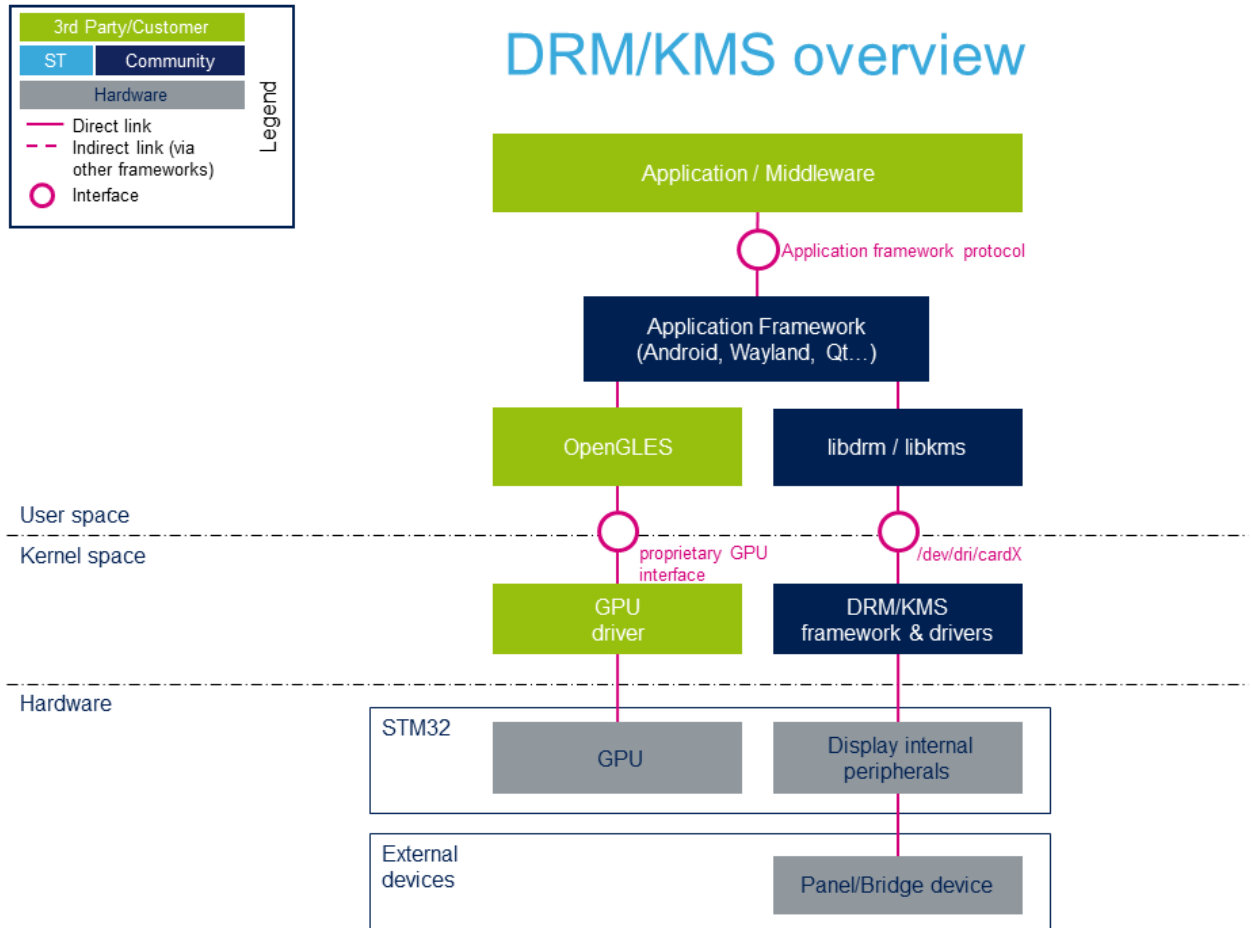 3rd Party/Customer
ST
Community
Hardware
Direct link
Indirect link (via
other frameworks)
Interface
Legend
DRM/KMS overview
Application / Middleware
Application framework protocol
Application Framework
(Android, Wayland, Qt...)
OpenGLES
libdrm / libkms
User space
Kernel space
proprietary GPU
interface
/dev/dri/cardX
GPU
driver
DRM/KMS
framework & drivers
Hardware
STM32
GPU
Display internal
peripherals
External
devices
Panel/Bridge device